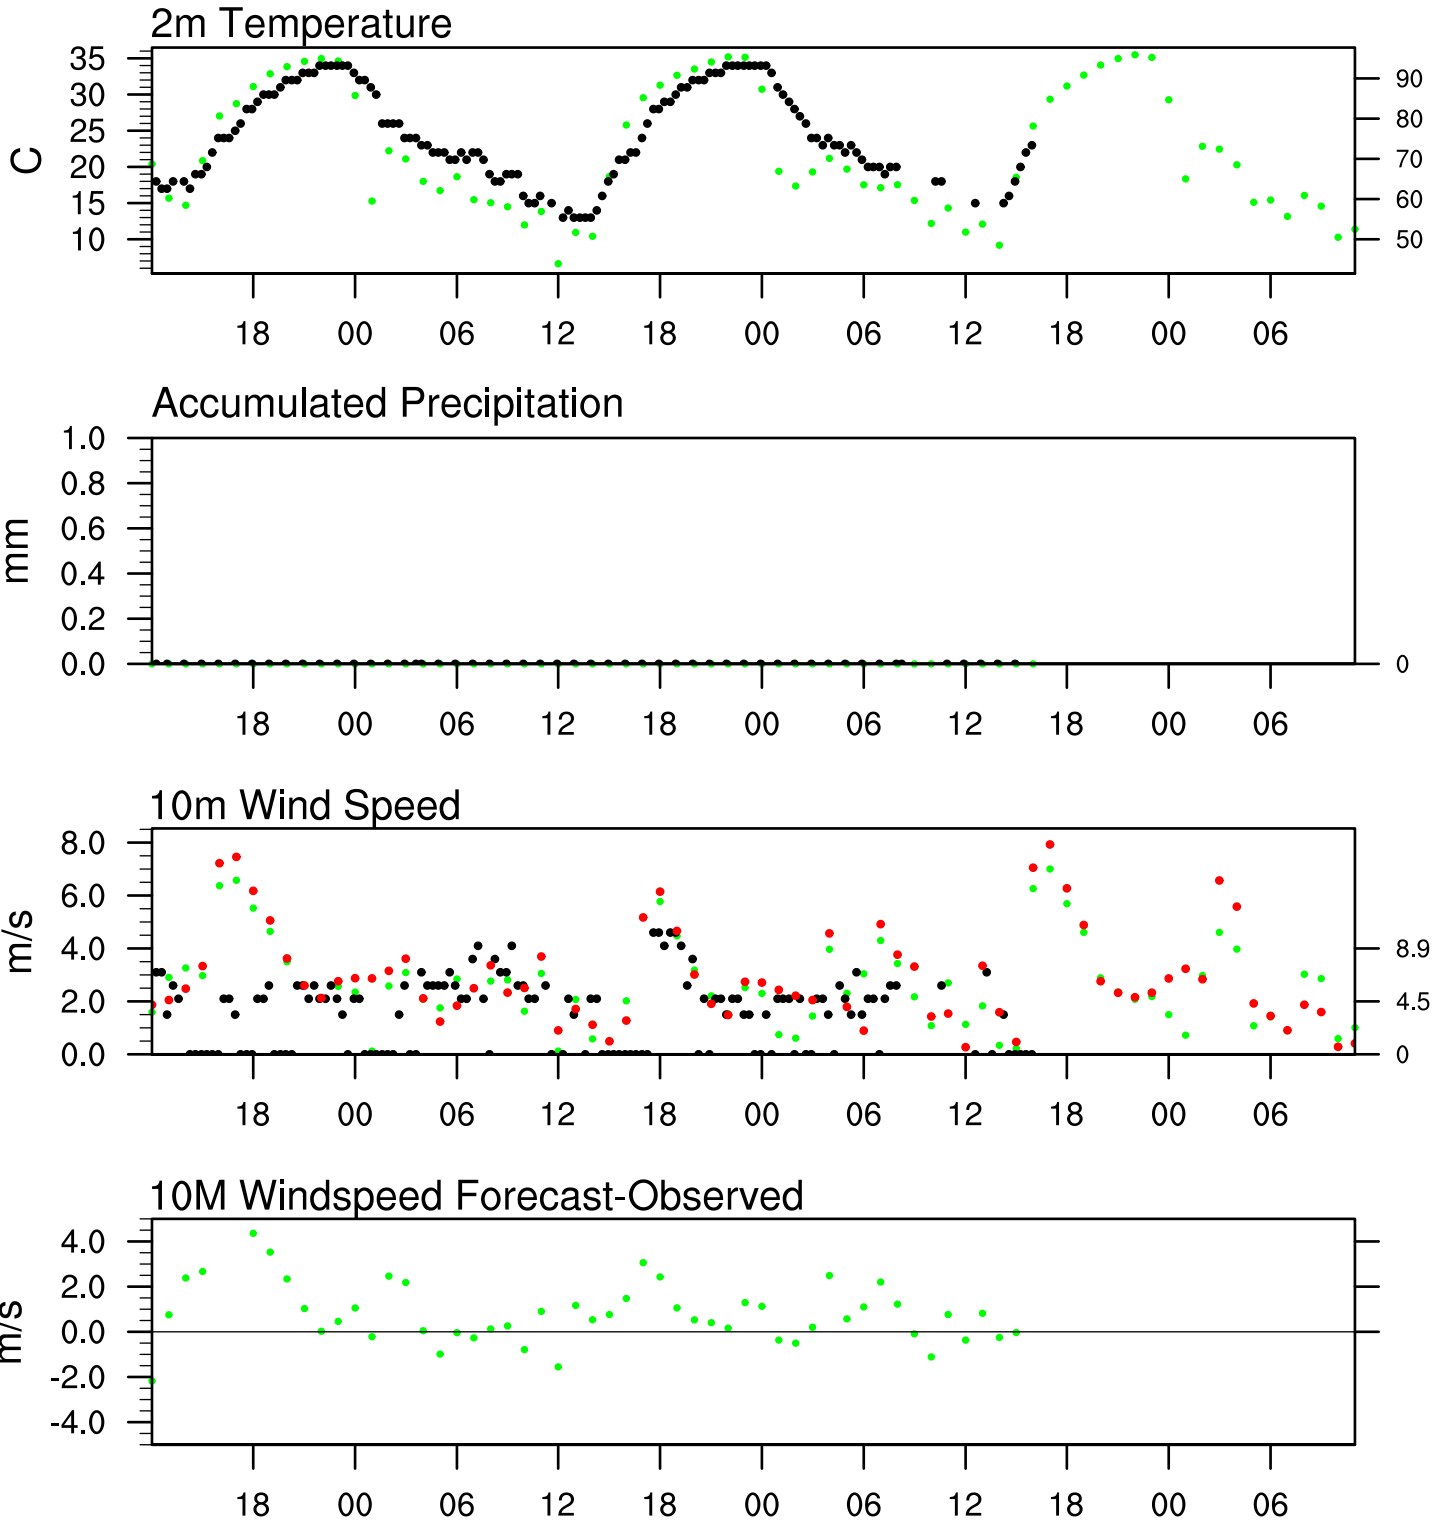 2m Temperature
35
30
25
20
15
10
C
90
80
70
60
50
18 00 06 12 18 00 06 12 18 00 06
Accumulated Precipitation
1.0
0.8
0.6
0.4
0.2
0.0
mm
0
18 00 06 12 18 00 06 12 18 00 06
10m Wind Speed
8.0
6.0
4.0
2.0
0.0
m/s
8.9
4.5
0
18 00 06 12 18 00 06 12 18 00 06
10M Windspeed Forecast-Observed
4.0
2.0
0.0
-2.0
-4.0
m/s
18 00 06 12 18 00 06 12 18 00 06